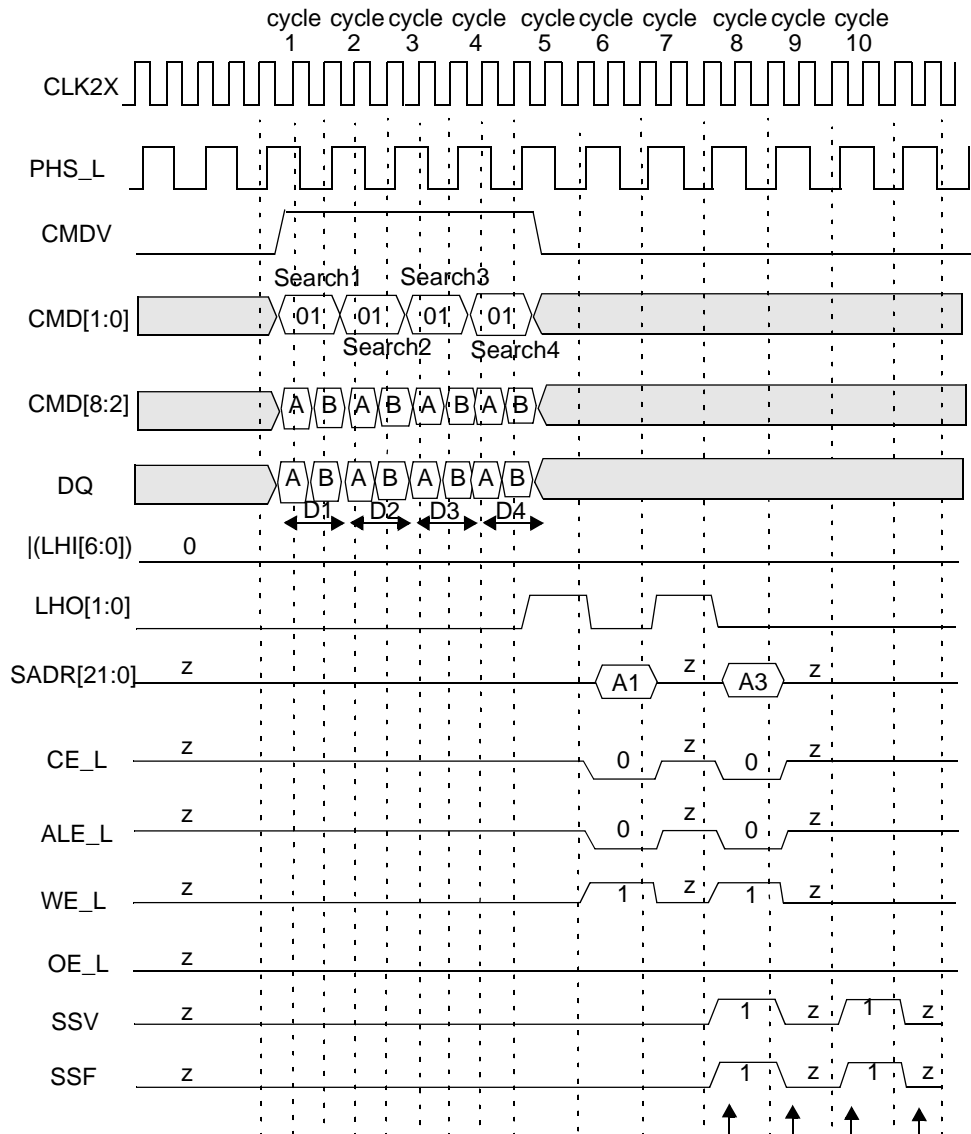 cycle cycle cycle cycle cycle cycle cycle cycle cycle cycle
1 2 3 4 5 6 7 8 9 10
CLK2X
PHS_L
CMDV
Search1 Search3
CMD[1:0] 01 01 01 01
Search2 Search4
CMD[8:2] A B A B A B A B
DQ A B A B A B A B
D1 D2 D3 D4
|(LHI[6:0]) 0
LHO[1:0]
SADR[21:0] z A1 z A3 z
CE_L z 0 z 0 z
ALE_L z 0 z 0 z
WE_L z 1 z 1 z
OE_L z
SSV z 1 z 1 z
SSF z 1 z 1 z